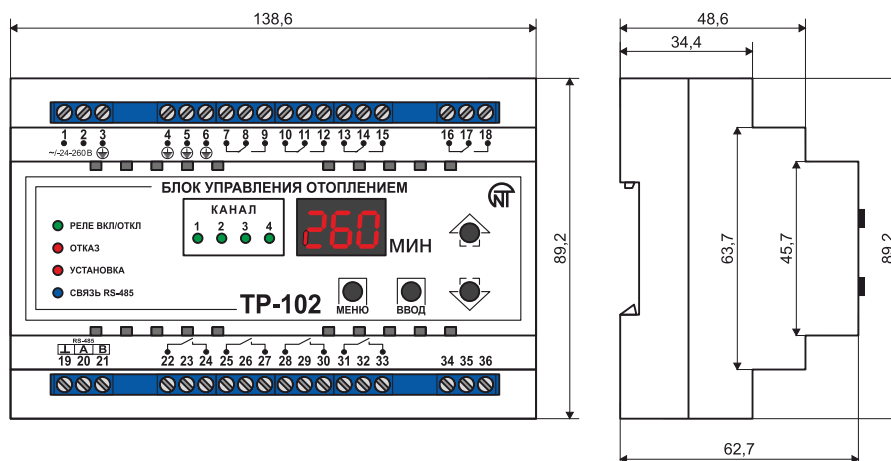 138,6
48,6
34,4
1 2 3 4 5 6 7 8 9 10 11 12 13 14 15 16 17 18
~/-24-260 В
БЛОК УПРАВЛЕНИЯ ОТОПЛЕНИЕМ
NT
КАНАЛ
1 2 3 4
260 МИН
РЕЛЕ ВКЛ/ОТКЛ
ОТКАЗ
УСТАНОВКА
СВЯЗЬ RS-485
ТР-102
МЕНЮ
ВВОД
RS-485
A B
19 20 21 22 23 24 25 26 27 28 29 30 31 32 33 34 35 36
89,2
63,7
45,7
89,2
62,7